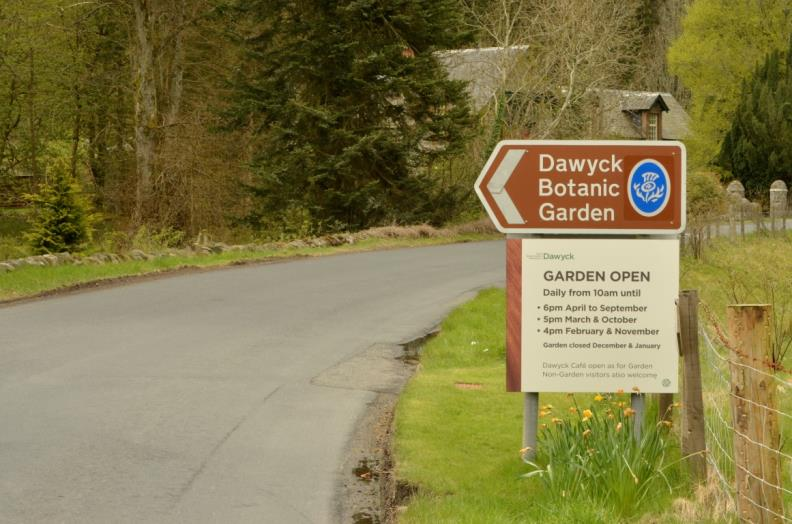 Dawyck
Botanic
Garden
Dawyck
GARDEN OPEN
Daily from 10am until
• 6pm April to September
• 5pm March & October
• 4pm February & November
Garden closed December & January
Dawyck Café open as for Garden
Non-Garden visitors also welcome